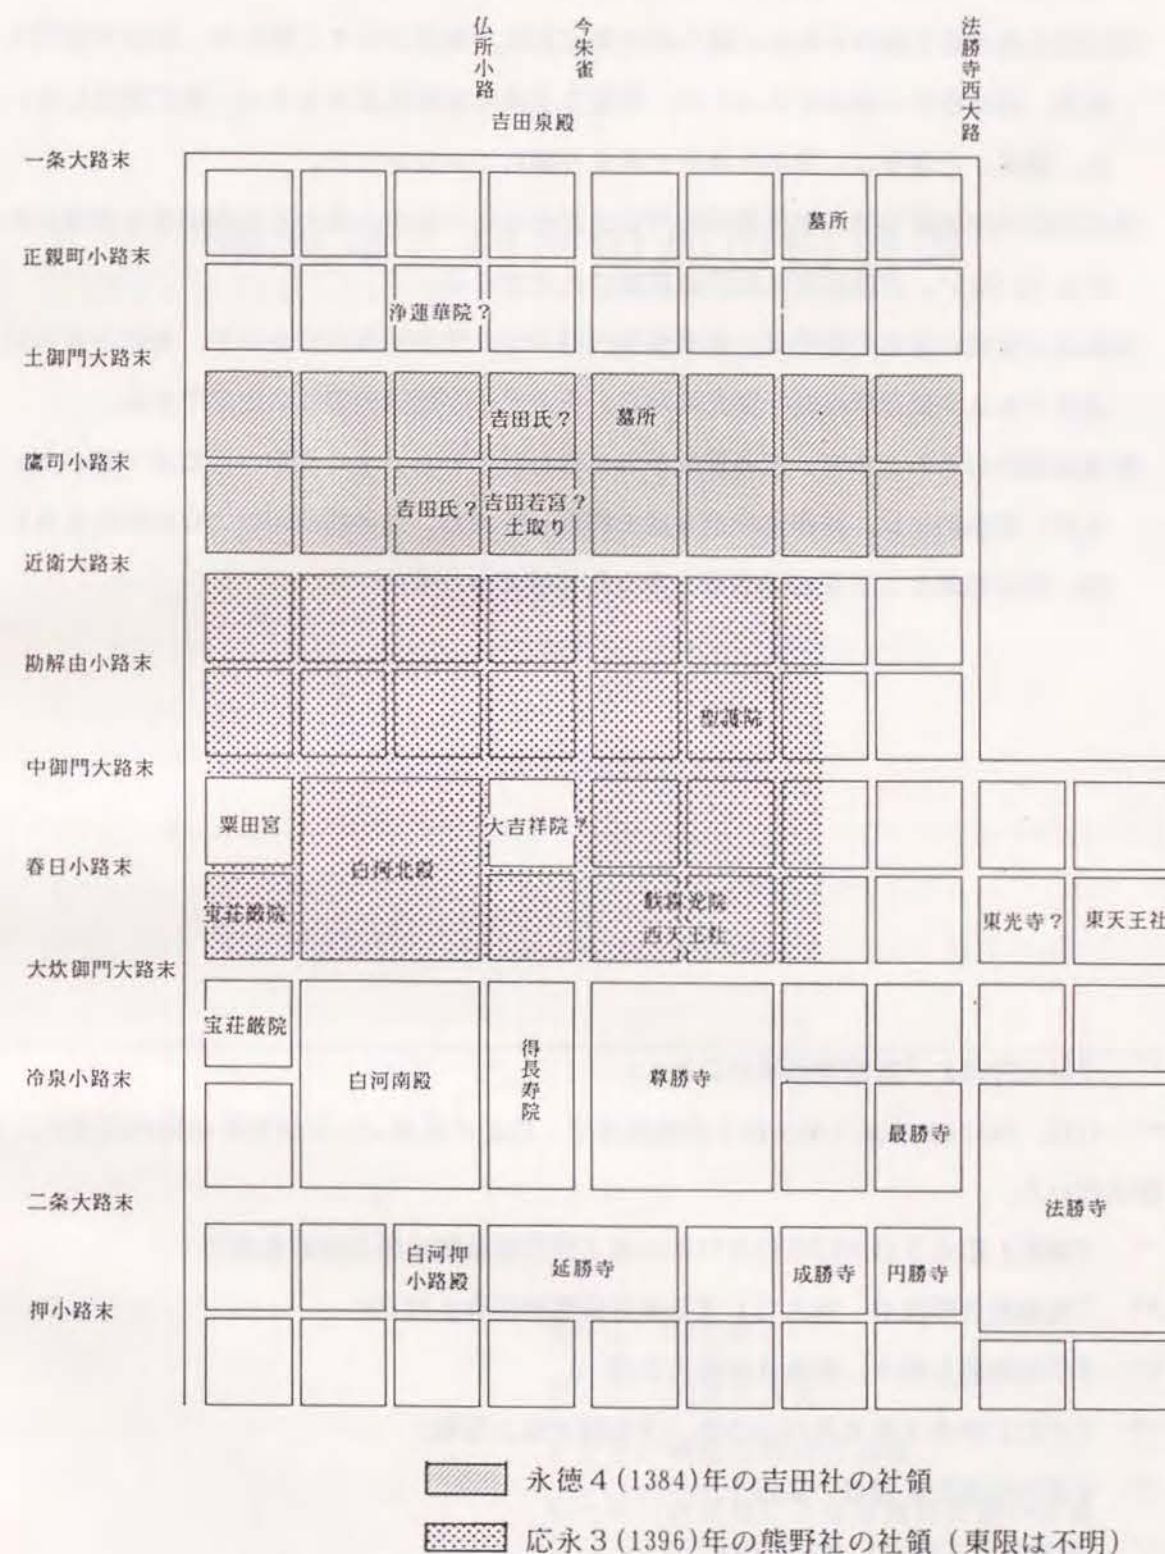 仏所小路
今朱雀
法勝寺西大路
吉田泉殿
一条大路末
墓所
正親町小路末
浄蓮華院?
土御門大路末
吉田氏?
墓所
鷹司小路末
吉田氏?
吉田若宮?
土取り
近衛大路末
勘解由小路末
聖護院
中御門大路末
粟田宮
大吉祥院?
春日小路末
白河北殿
宝荘厳院
西天王社
東光寺?
東天王社
大炊御門大路末
宝荘厳院
得長寿院
冷泉小路末
白河南殿
尊勝寺
最勝寺
二条大路末
法勝寺
白河押
小路殿
延勝寺
成勝寺
円勝寺
押小路末
永徳4(1384)年の吉田社の社領
応永3(1396)年の熊野社の社領(東限は不明)